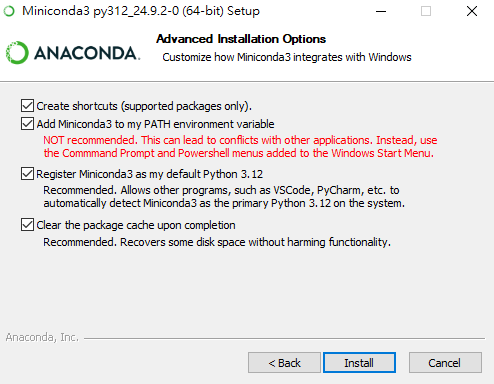 Miniconda3 py312_24.9.2-0 (64-bit) Setup
ANACONDA.
Advanced Installation Options
Customize how Miniconda3 integrates with Windows
Create shortcuts (supported packages only).
Add Miniconda3 to my PATH environment variable
NOT recommended. This can lead to conflicts with other applications. Instead, use
the Commmand Prompt and Powershell menus added to the Windows Start Menu.
Register Miniconda3 as my default Python 3.12
Recommended. Allows other programs, such as VSCode, PyCharm, etc. to
automatically detect Miniconda3 as the primary Python 3.12 on the system.
Clear the package cache upon completion
Recommended. Recovers some disk space without harming functionality.
Anaconda, Inc.
< Back
Install
Cancel